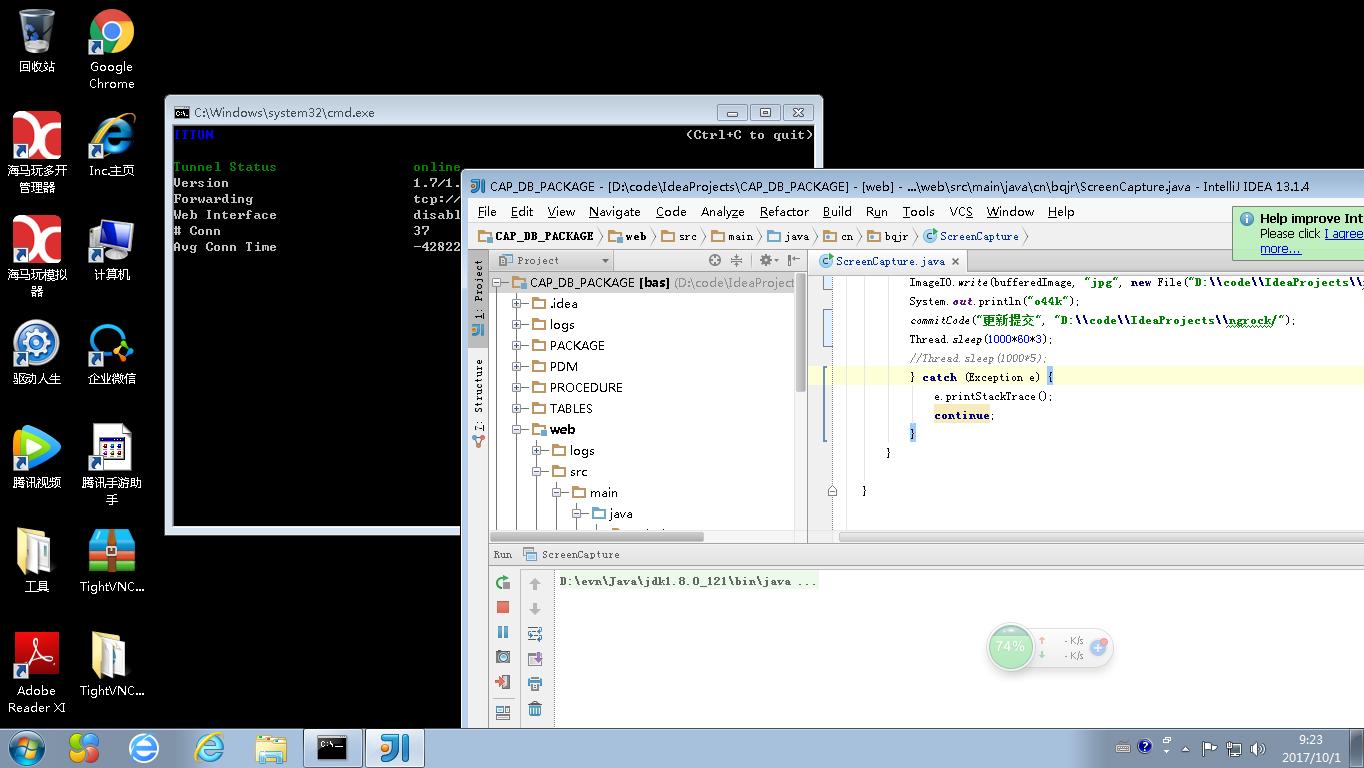 回收站
Google
Chrome
海马玩多开
管理器
Inc.主页
海马玩模拟
器
计算机
驱动人生
企业微信
腾讯视频
腾讯手游助
手
工具
TightVNC...
Adobe
Reader XI
TightVNC...
C:\Windows\system32\cmd.exe
ITTUN (Ctrl+C to quit)
Tunnel Status online
Version 1.7/1.
Forwarding tcp://
Web Interface disabl
# Conn 37
Avg Conn Time -42822
CAP_DB_PACKAGE - [D:\code\IdeaProjects\CAP_DB_PACKAGE] - [web] - ...\web\src\main\java\cn\bqjr\ScreenCapture.java - IntelliJ IDEA 13.1.4
File Edit View Navigate Code Analyze Refactor Build Run Tools VCS Window Help
CAP_DB_PACKAGE web src main java cn bqjr ScreenCapture
Help improve Int
Please click I agree
more...
1: Project
Z: Structure
Project
CAP_DB_PACKAGE [bas] (D:\code\IdeaProject
.idea
logs
PACKAGE
PDM
PROCEDURE
TABLES
web
logs
src
main
java
ScreenCapture.java
ImageIO.write(bufferedImage, "jpg", new File("D:\\code\\IdeaProjects\\
System.out.println("o44k");
commitCode("更新提交", "D:\\code\\IdeaProjects\\ngrock/");
Thread.sleep(1000*60*3);
//Thread.sleep(1000*5);
} catch (Exception e) {
e.printStackTrace();
continue;
}
}
}
Run ScreenCapture
D:\evn\Java\jdk1.8.0_121\bin\java ...
74%
- K/s
- K/s
9:23
2017/10/1